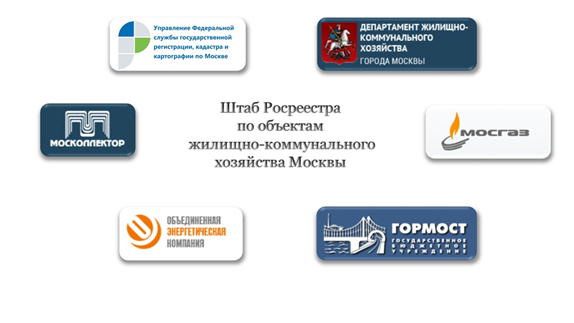 Управление Федеральной
службы государственной
регистрации, кадастра и
картографии по Москве
ДЕПАРТАМЕНТ ЖИЛИЩНО-
КОММУНАЛЬНОГО
ХОЗЯЙСТВА
ГОРОДА МОСКВЫ
МОСКОЛЛЕКТОР
Штаб Росреестра
по объектам
жилищно-коммунального
хозяйства Москвы
МОСГАЗ
ОБЪЕДИНЕННАЯ
ЭНЕРГЕТИЧЕСКАЯ
КОМПАНИЯ
ГОРМОСТ
ГОСУДАРСТВЕННОЕ
БЮДЖЕТНОЕ
УЧРЕЖДЕНИЕ